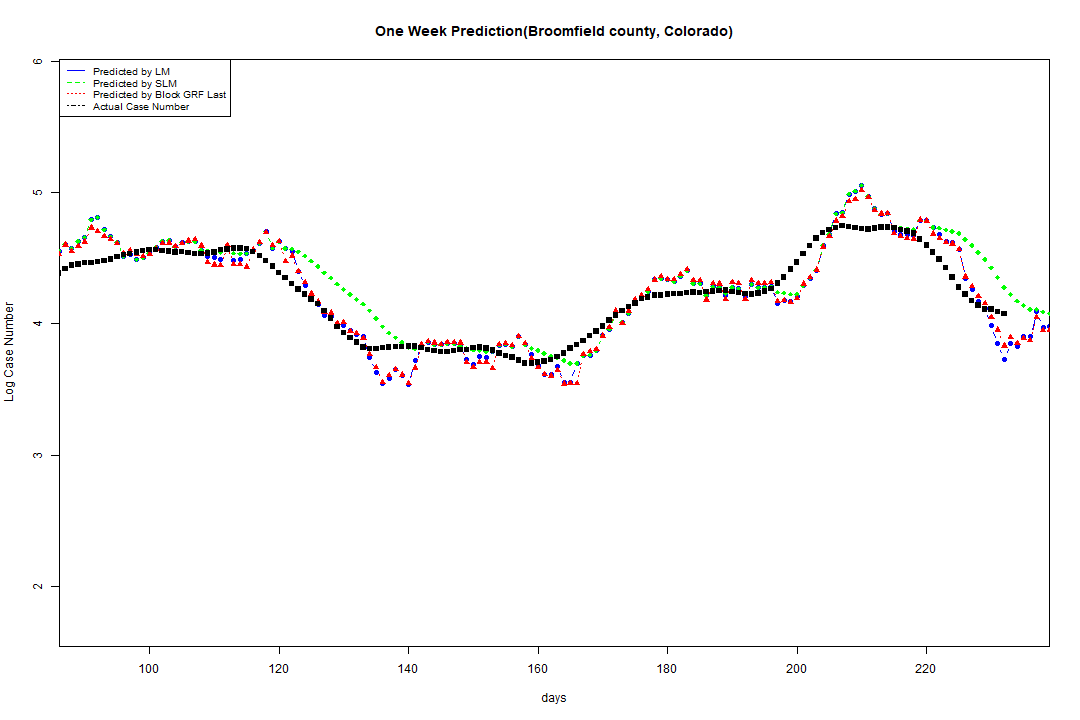 One Week Prediction(Broomfield county, Colorado)
Predicted by LM
Predicted by SLM
Predicted by Block GRF Last
Actual Case Number
6
5
4
3
2
Log Case Number
100 120 140 160 180 200 220
days